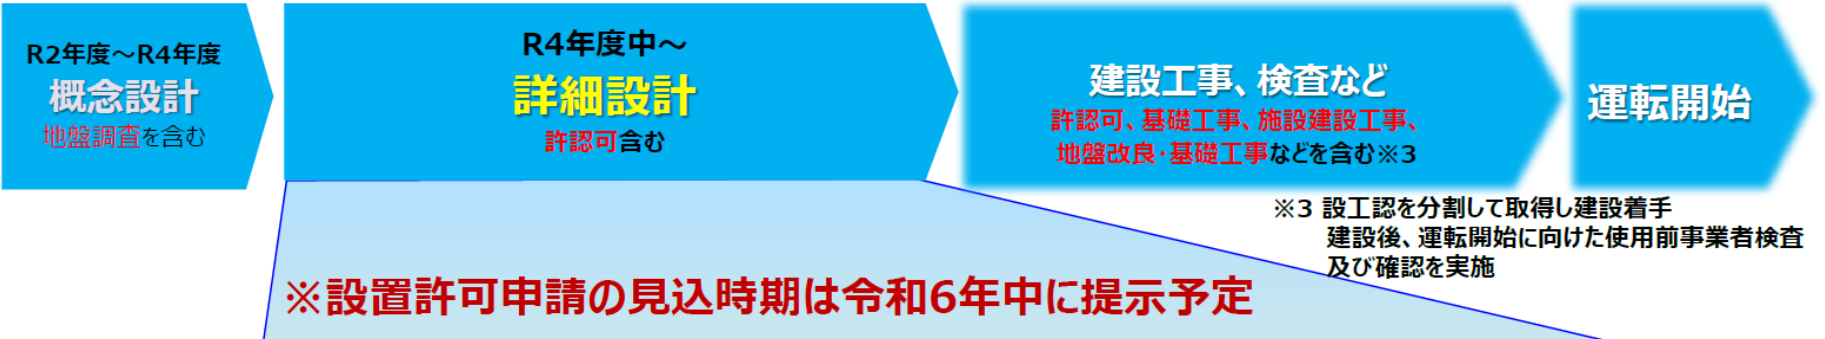 R2年度～R4年度
概念設計
地盤調査を含む
R4年度中～
詳細設計
許認可含む
建設工事、検査など
許認可、基礎工事、施設建設工事、
地盤改良・基礎工事などを含む※3
運転開始
※3 設工認を分割して取得し建設着手
建設後、運転開始に向けた使用前事業者検査
及び確認を実施
※設置許可申請の見込時期は令和6年中に提示予定